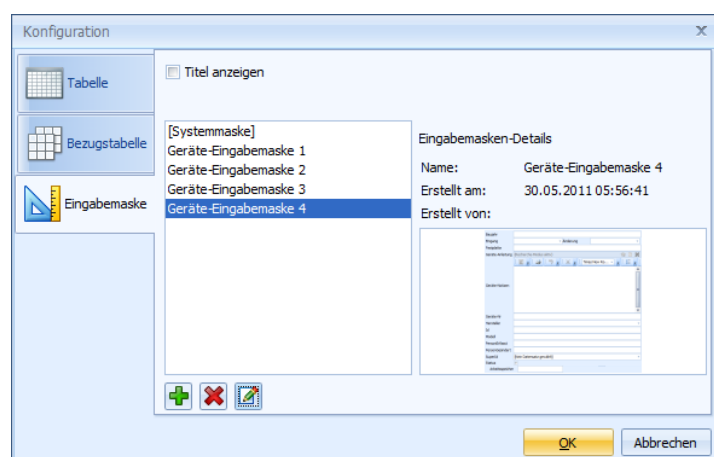 Konfiguration
x
Tabelle
Bezugstabelle
Eingabemaske
Titel anzeigen
[Systemmaske]
Geräte-Eingabemaske 1
Geräte-Eingabemaske 2
Geräte-Eingabemaske 3
Geräte-Eingabemaske 4
Eingabemasken-Details
Name: Geräte-Eingabemaske 4
Erstellt am: 30.05.2011 05:56:41
Erstellt von:
OK
Abbrechen